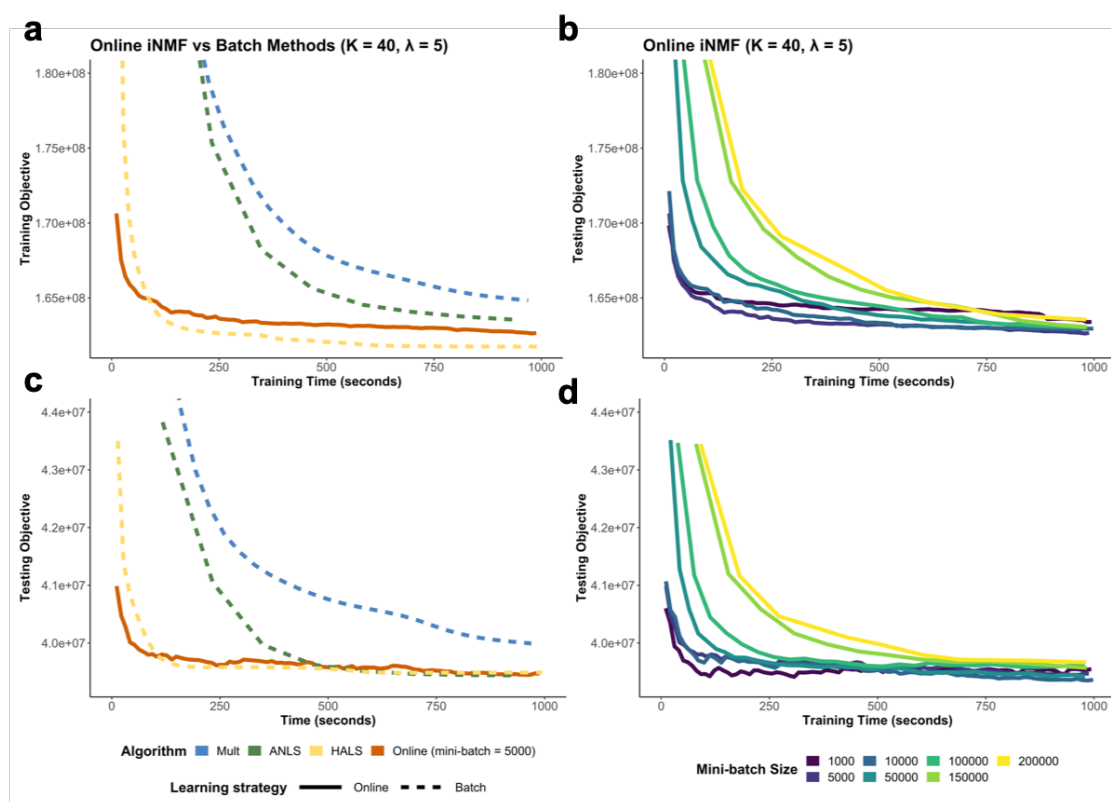 a
Online iNMF vs Batch Methods (K = 40, λ = 5)
1.80e+08
1.75e+08
1.70e+08
1.65e+08
Training Objective
0 250 500 750 1000
Training Time (seconds)
b
Online iNMF (K = 40, λ = 5)
1.80e+08
1.75e+08
1.70e+08
1.65e+08
Testing Objective
0 250 500 750 1000
Training Time (seconds)
c
4.4e+07
4.3e+07
4.2e+07
4.1e+07
4.0e+07
Testing Objective
0 250 500 750 1000
Time (seconds)
d
4.4e+07
4.3e+07
4.2e+07
4.1e+07
4.0e+07
Testing Objective
0 250 500 750 1000
Training Time (seconds)
Algorithm Mult ANLS HALS Online (mini-batch = 5000)
Learning strategy Online Batch
Mini-batch Size
1000 10000 100000 200000
5000 50000 150000